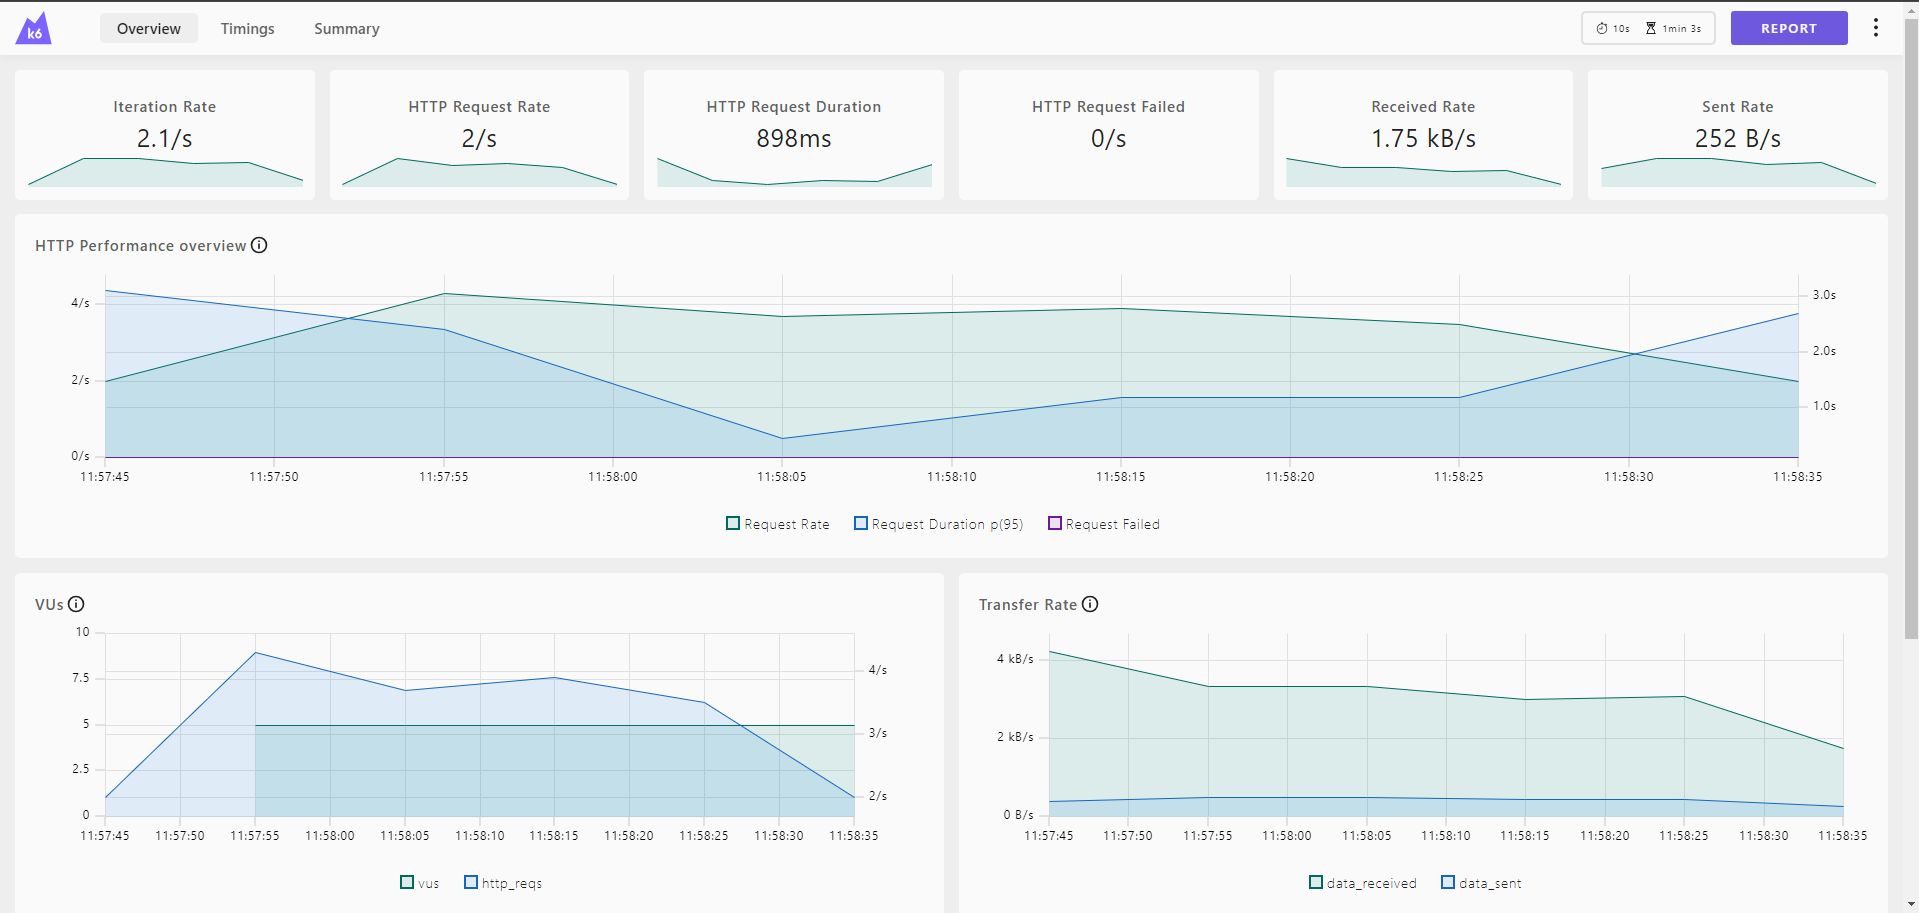 k6 Overview Timings Summary 10s 1min 3s REPORT
Iteration Rate
2.1/s
HTTP Request Rate
2/s
HTTP Request Duration
898ms
HTTP Request Failed
0/s
Received Rate
1.75 kB/s
Sent Rate
252 B/s
HTTP Performance overview
4/s
2/s
0/s
3.0s
2.0s
1.0s
11:57:45 11:57:50 11:57:55 11:58:00 11:58:05 11:58:10 11:58:15 11:58:20 11:58:25 11:58:30 11:58:35
Request Rate Request Duration p(95) Request Failed
VUs
10
7.5
5
2.5
0
4/s
3/s
2/s
11:57:45 11:57:50 11:57:55 11:58:00 11:58:05 11:58:10 11:58:15 11:58:20 11:58:25 11:58:30 11:58:35
vus http_reqs
Transfer Rate
4 kB/s
2 kB/s
0 B/s
11:57:45 11:57:50 11:57:55 11:58:00 11:58:05 11:58:10 11:58:15 11:58:20 11:58:25 11:58:30 11:58:35
data_received data_sent